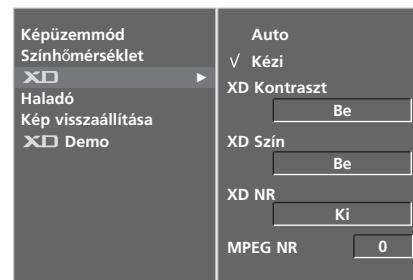 Képüzemmód
Színhőmérséklet
XD ►
Haladó
Kép visszaállítása
XD Demo
Auto
√ Kézi
XD Kontraszt
Be
XD Szín
Be
XD NR
Ki
MPEG NR 0